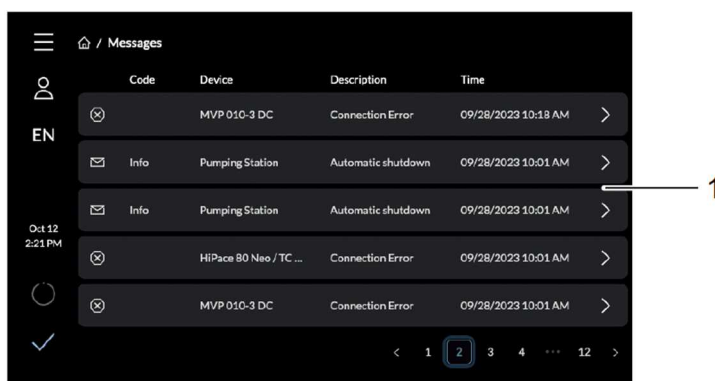 / Messages
Code Device Description Time
MVP 010-3 DC Connection Error 09/28/2023 10:18 AM
EN
Info Pumping Station Automatic shutdown 09/28/2023 10:01 AM
1
Info Pumping Station Automatic shutdown 09/28/2023 10:01 AM
Oct 12
2:21 PM
HiPace 80 Neo / TC ... Connection Error 09/28/2023 10:01 AM
MVP 010-3 DC Connection Error 09/28/2023 10:01 AM
< 1 2 3 4 ••• 12 >